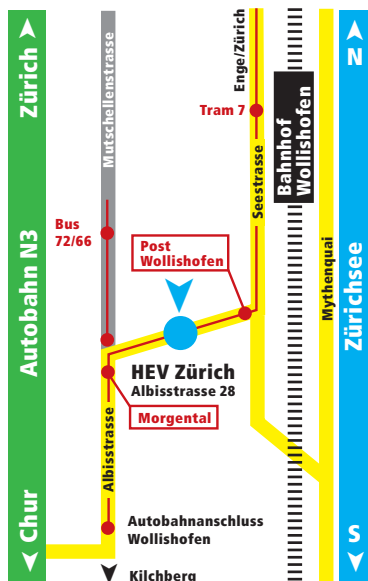 Zürich
Autobahn N3
Chur
Mutschellenstrasse
Enge/Zürich
Tram 7
Seestrasse
Bahnhof
Wollishofen
N
Zürichsee
S
Mythenquai
Bus
72/66
Post
Wollishofen
HEV Zürich
Albisstrasse 28
Morgental
Albisstrasse
Autobahnanschluss
Wollishofen
Kilchberg